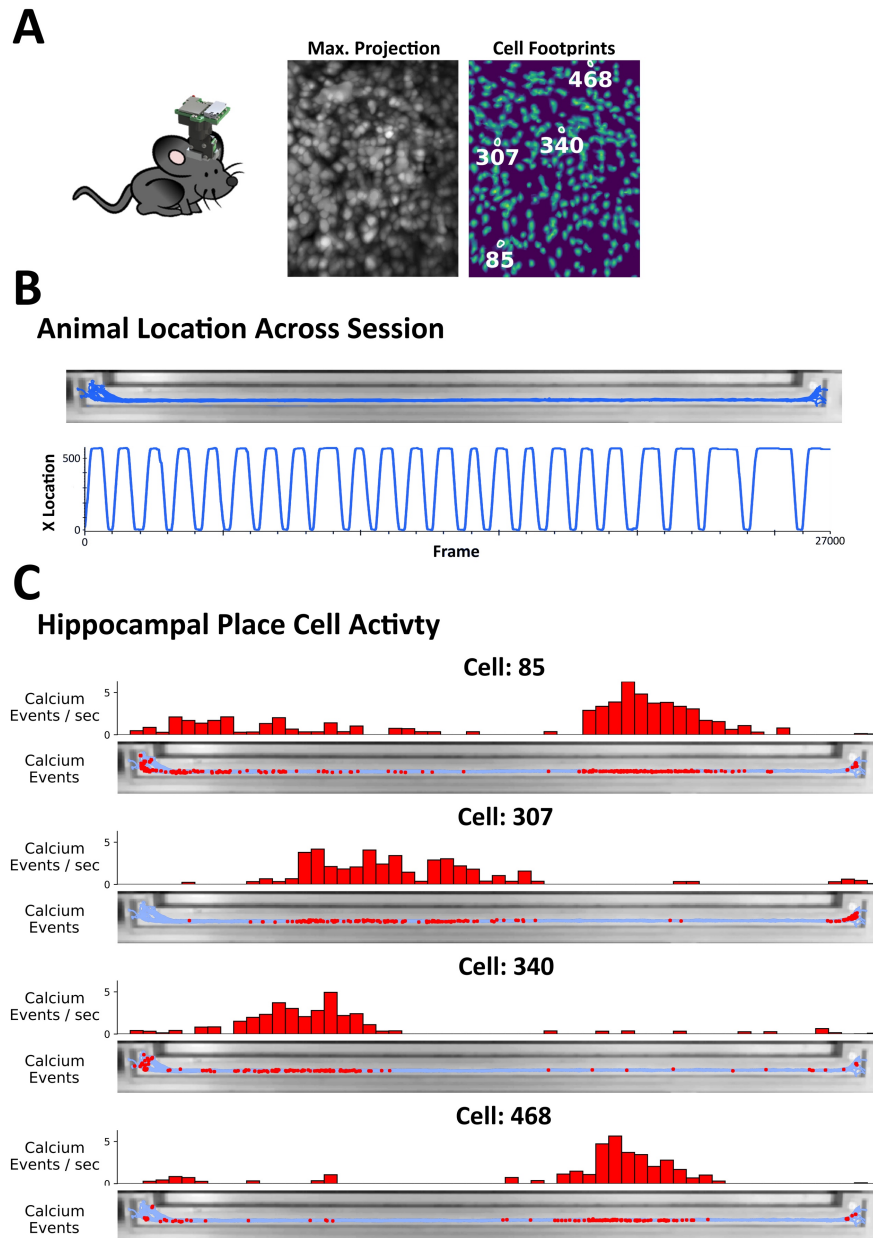 A
Max. Projection
Cell Footprints
468
307
340
85
B
Animal Location Across Session
X Location
500
0
0
27000
Frame
C
Hippocampal Place Cell Activty
Cell: 85
Calcium
Events / sec
5
0
Calcium
Events
Cell: 307
Calcium
Events / sec
5
0
Calcium
Events
Cell: 340
Calcium
Events / sec
5
0
Calcium
Events
Cell: 468
Calcium
Events / sec
5
0
Calcium
Events